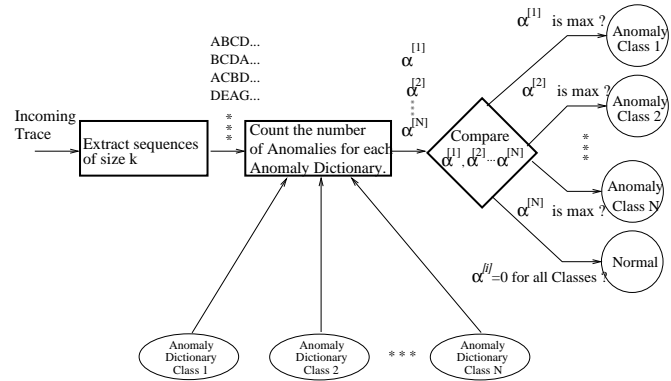 Incoming
Trace
Extract sequences
of size k
ABCD...
BCDA...
ACBD...
DEAG...
* * *
Count the number
of Anomalies for each
Anomaly Dictionary.
α[1]
α[2]
α[N]
Compare
α[1], α[2] ... α[N]
α[1] is max ?
Anomaly
Class 1
α[2] is max ?
Anomaly
Class 2
* * *
α[N] is max ?
Anomaly
Class N
α[i]=0 for all Classes ?
Normal
Anomaly
Dictionary
Class 1
Anomaly
Dictionary
Class 2
* * *
Anomaly
Dictionary
Class N